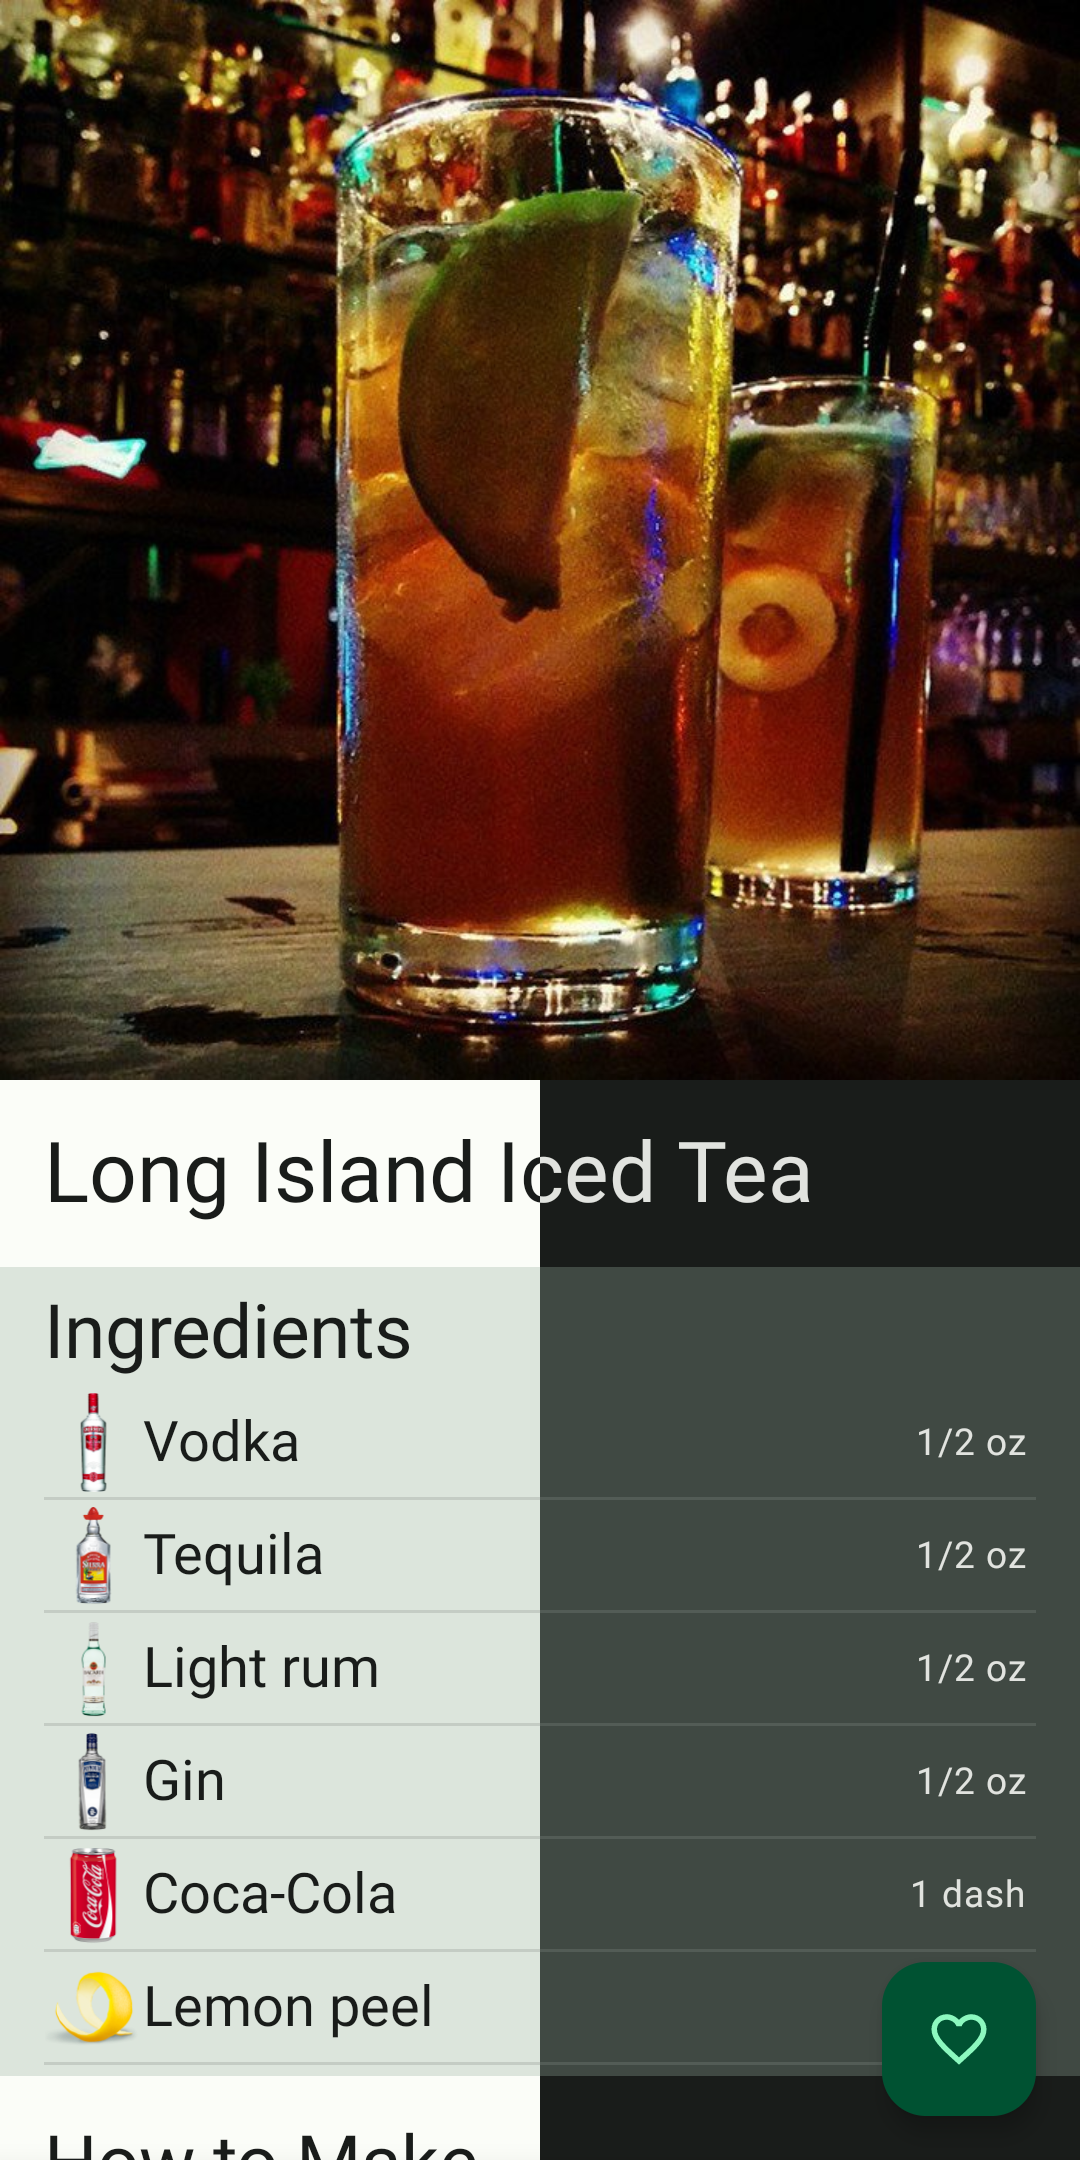 Long Island Iced Tea
Ingredients
Vodka 1/2 oz
Tequila 1/2 oz
Light rum 1/2 oz
Gin 1/2 oz
Coca-Cola 1 dash
Lemon peel
How to Make